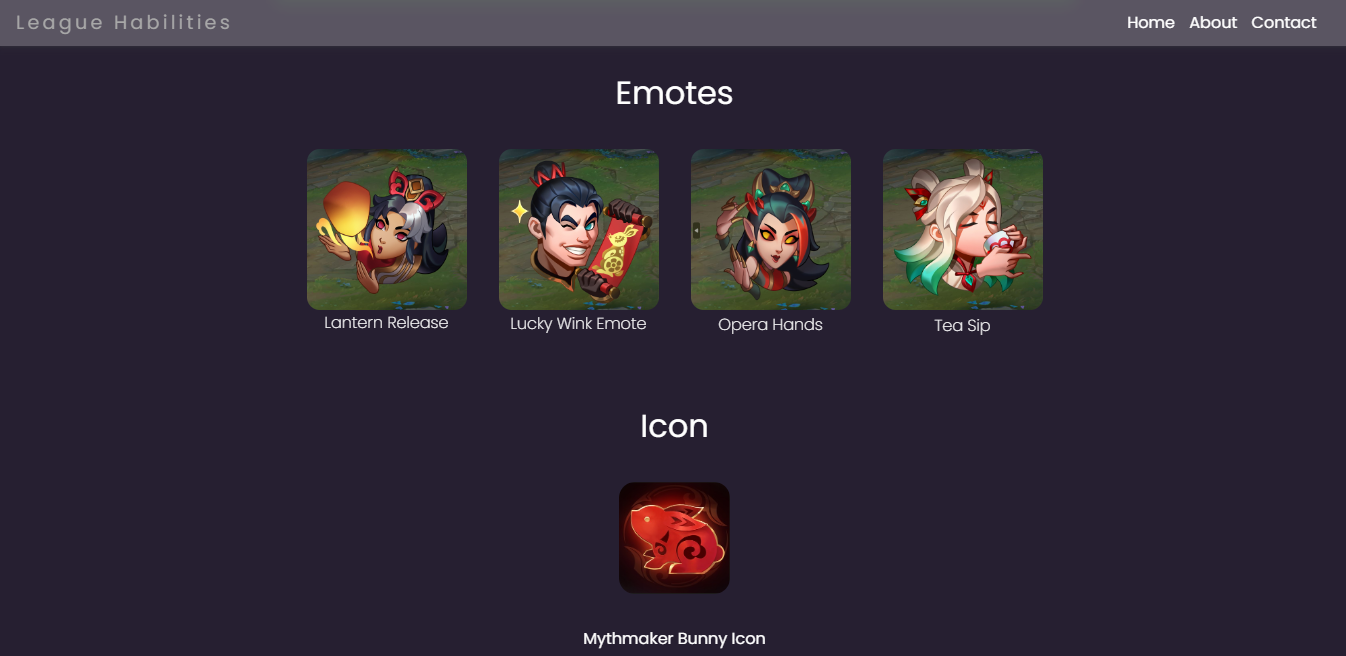 League Habilities
Home About Contact
Emotes
Lantern Release
Lucky Wink Emote
Opera Hands
Tea Sip
Icon
Mythmaker Bunny Icon